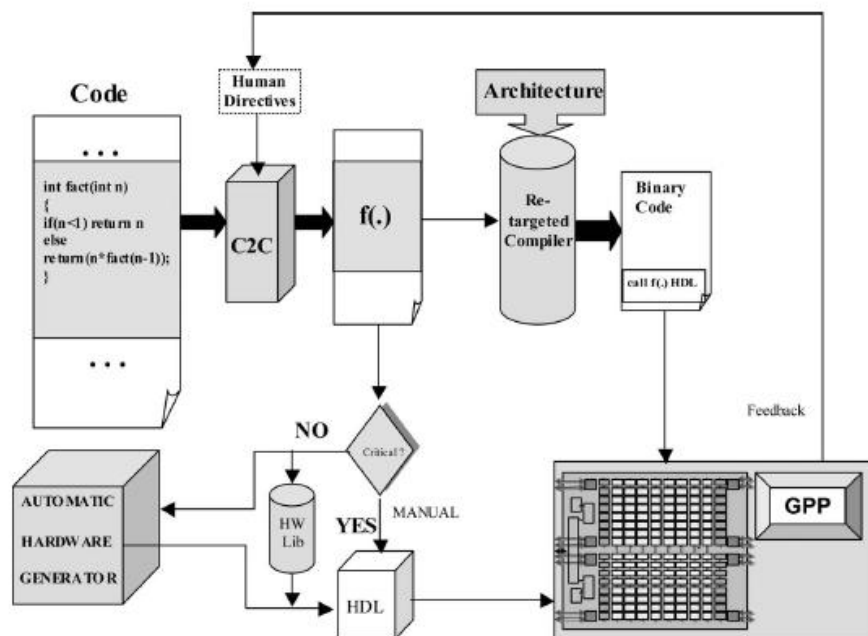 Human
Directives
Code
Architecture
• • •
int fact(int n)
{
if(n<1) return n
else
return(n*fact(n-1));
}
• • •
C2C
f(.)
Re-
targeted
Compiler
Binary
Code
call f(.) HDL
Feedback
NO
Critical ?
YES
MANUAL
AUTOMATIC
HARDWARE
GENERATOR
HW
Lib
HDL
GPP